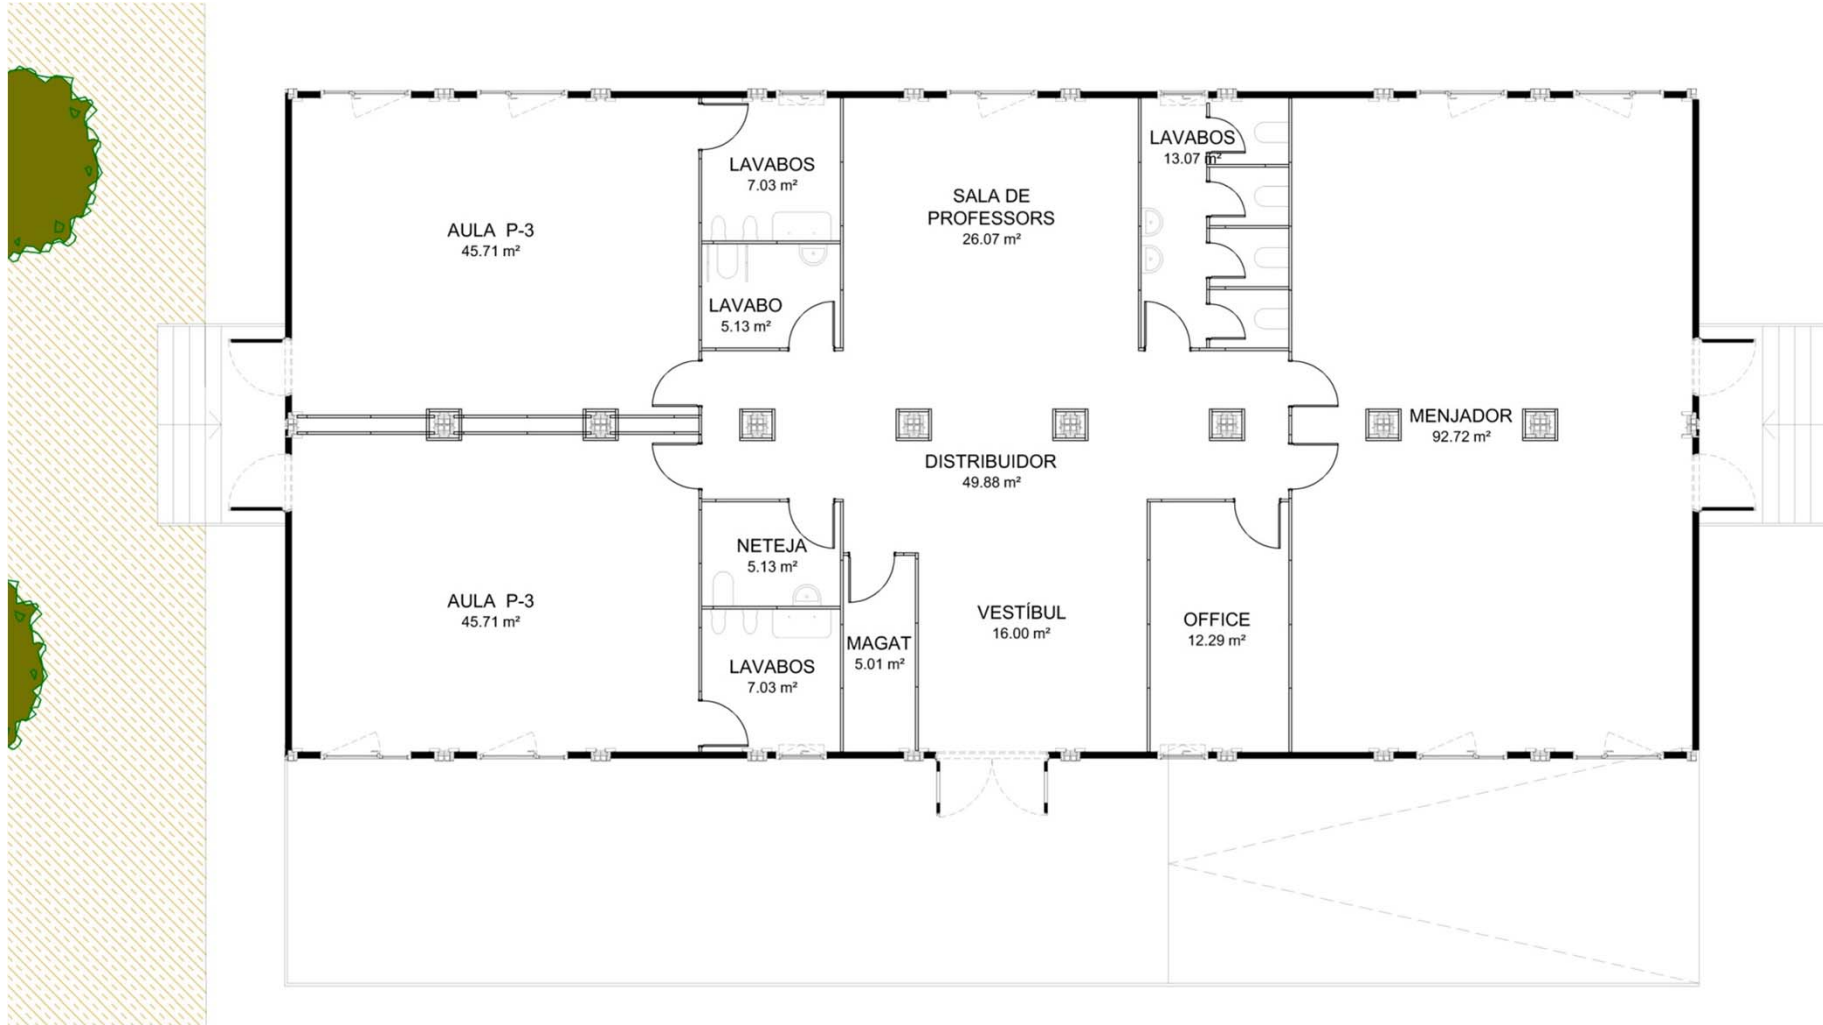 LAVABOS
13.07 m²
LAVABOS
7.03 m²
SALA DE
PROFESSORS
26.07 m²
AULA P-3
45.71 m²
LAVABO
5.13 m²
MENJADOR
92.72 m²
DISTRIBUIDOR
49.88 m²
NETEJA
5.13 m²
AULA P-3
45.71 m²
VESTÍBUL
16.00 m²
OFFICE
12.29 m²
MAGAT
5.01 m²
LAVABOS
7.03 m²